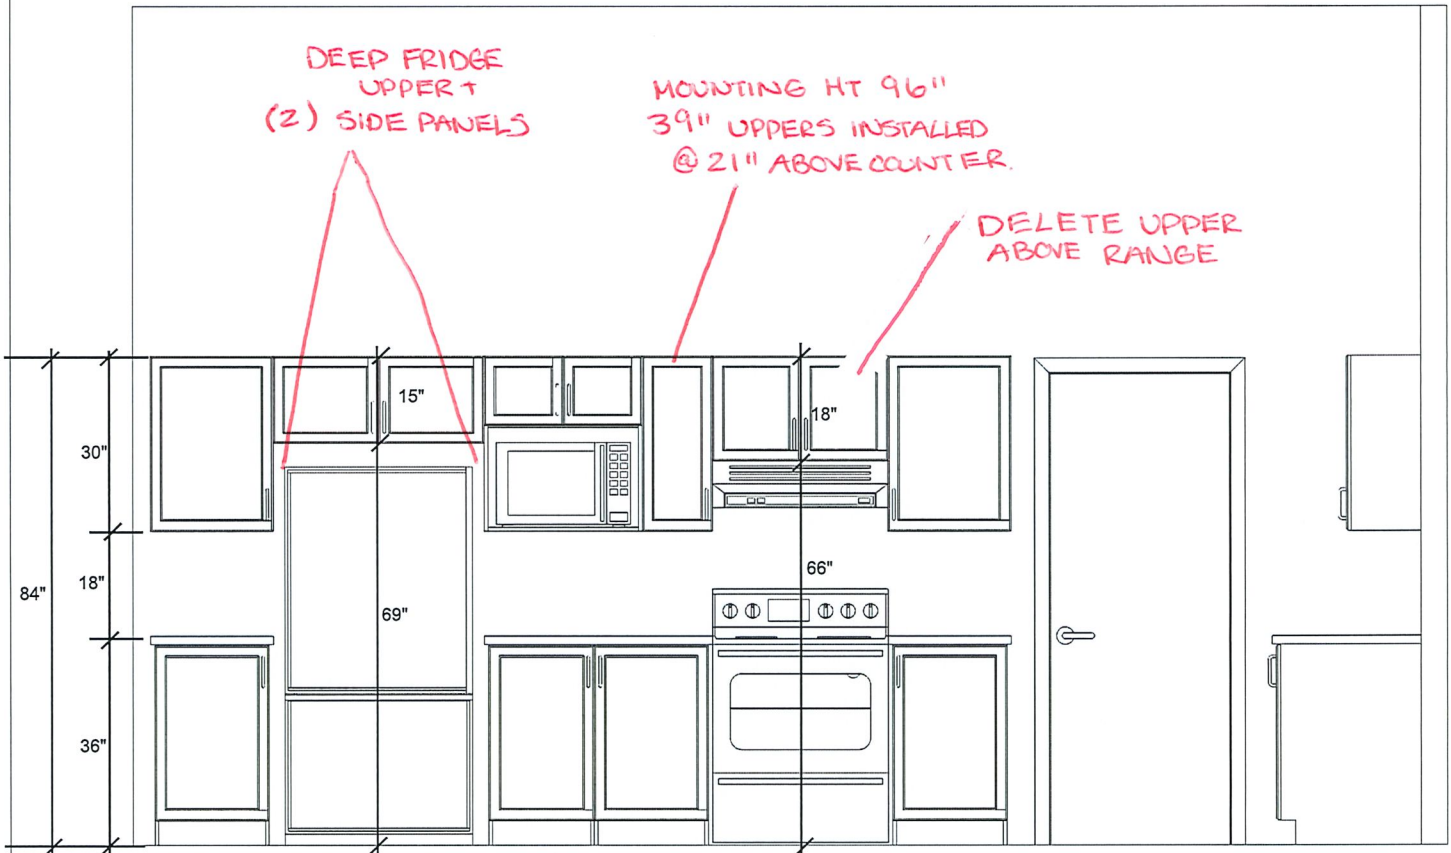 DEEP FRIDGE
UPPER +
(2) SIDE PANELS
MOUNTING HT 96"
39" UPPERS INSTALLED
@ 21" ABOVE COUNTER.
DELETE UPPER
ABOVE RANGE
15"
18"
30"
84"
18"
69"
66"
36"